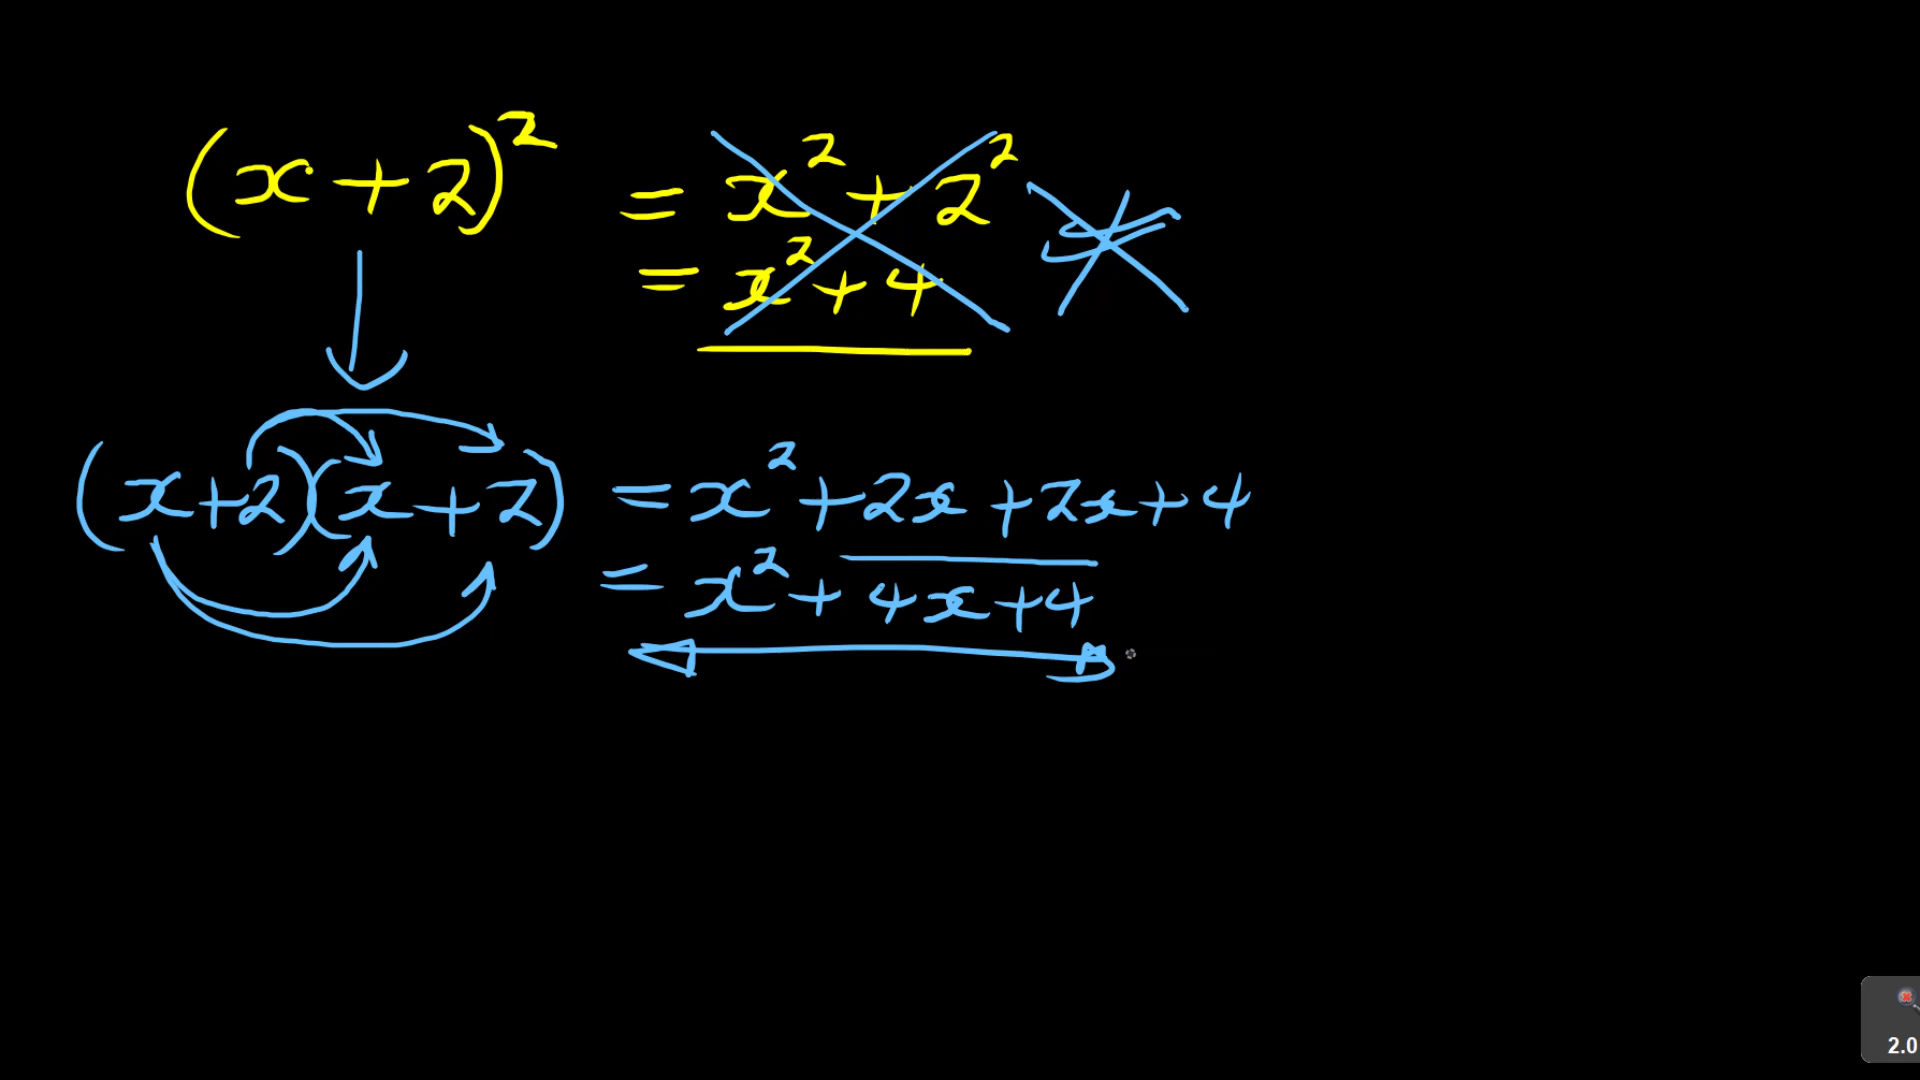 (x+2)² = x² + 2²
= x² + 4
(x+2)(x+2) = x² + 2x + 2x + 4
= x² + 4x + 4
2.0